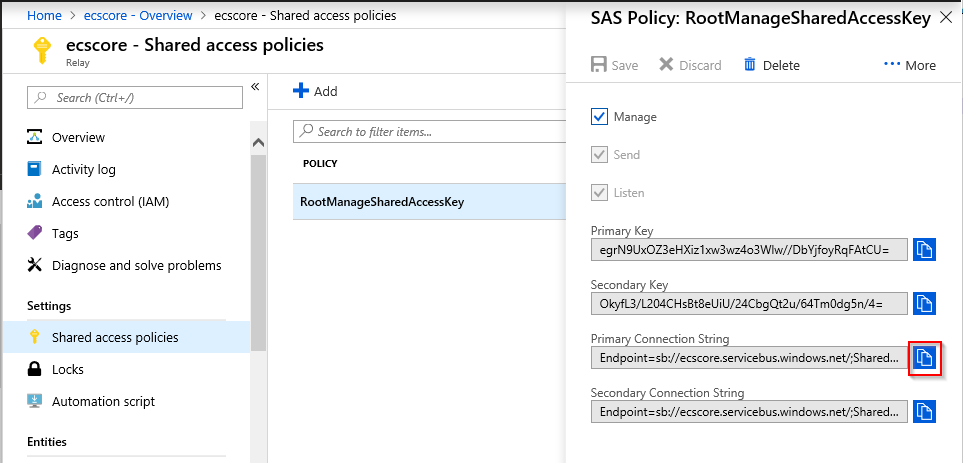 Home > ecscore - Overview > ecscore - Shared access policies
ecscore - Shared access policies
Relay
Search (Ctrl+/)
«
Overview
Activity log
Access control (IAM)
Tags
Diagnose and solve problems
Settings
Shared access policies
Locks
Automation script
Entities
Add
Search to filter items...
POLICY
RootManageSharedAccessKey
SAS Policy: RootManageSharedAccessKey
Save
Discard
Delete
More
Manage
Send
Listen
Primary Key
egrN9UxOZ3eHXiz1xw3wz4o3Wlw//DbYjfoyRqFAtCU=
Secondary Key
OkyfL3/L204CHsBt8eUiU/24CbgQt2u/64Tm0dg5n/4=
Primary Connection String
Endpoint=sb://ecscore.servicebus.windows.net/;Shared...
Secondary Connection String
Endpoint=sb://ecscore.servicebus.windows.net/;Shared...